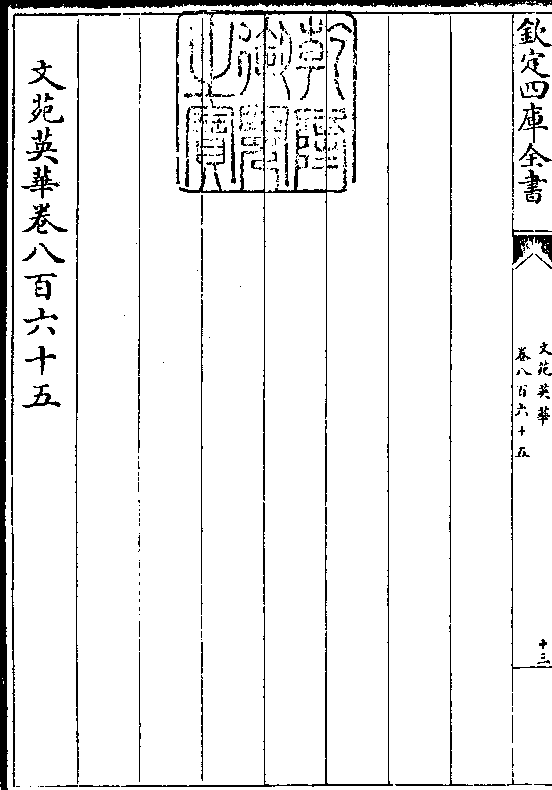 欽定四庫全書
文苑英華
卷八百六十五
十三
乾隆御覽之寶
文苑英華卷八百六十五